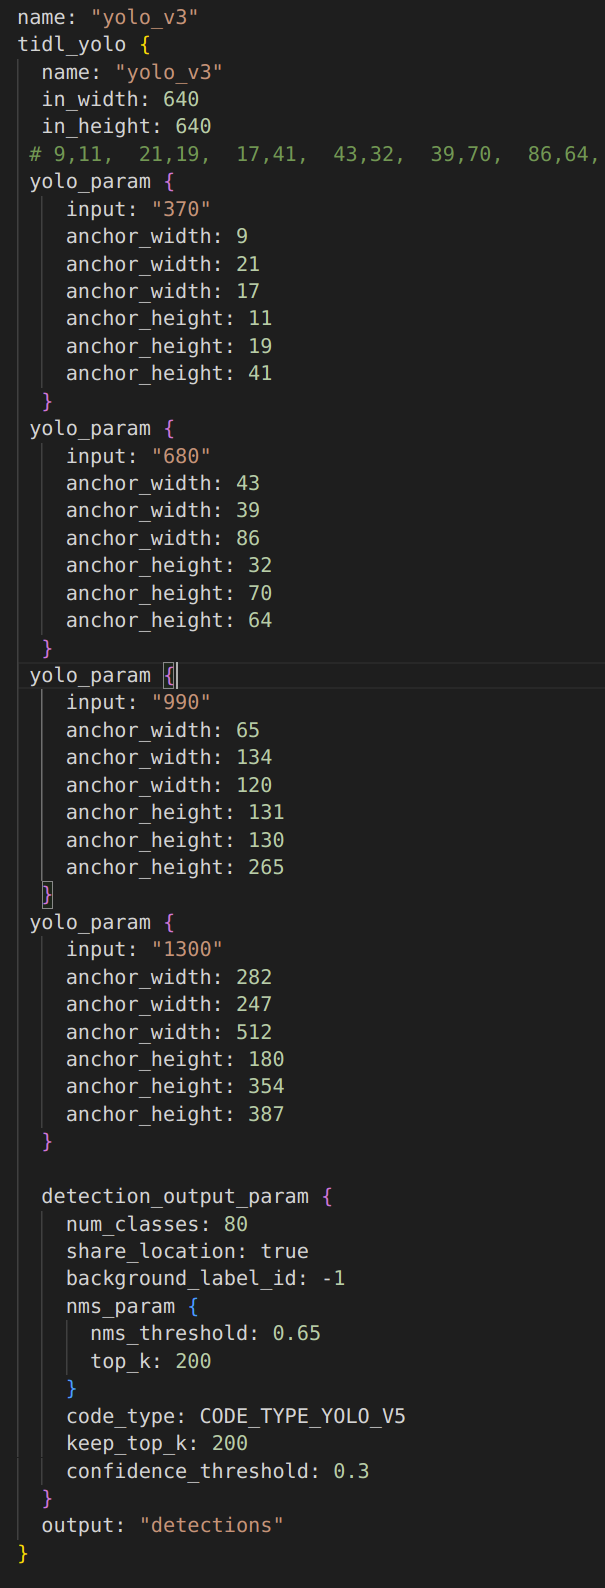 name: "yolo_v3"
tidl_yolo {
name: "yolo_v3"
in_width: 640
in_height: 640
# 9,11, 21,19, 17,41, 43,32, 39,70, 86,64,
yolo_param {
input: "370"
anchor_width: 9
anchor_width: 21
anchor_width: 17
anchor_height: 11
anchor_height: 19
anchor_height: 41
}
yolo_param {
input: "680"
anchor_width: 43
anchor_width: 39
anchor_width: 86
anchor_height: 32
anchor_height: 70
anchor_height: 64
}
yolo_param {
input: "990"
anchor_width: 65
anchor_width: 134
anchor_width: 120
anchor_height: 131
anchor_height: 130
anchor_height: 265
}
yolo_param {
input: "1300"
anchor_width: 282
anchor_width: 247
anchor_width: 512
anchor_height: 180
anchor_height: 354
anchor_height: 387
}
detection_output_param {
num_classes: 80
share_location: true
background_label_id: -1
nms_param {
nms_threshold: 0.65
top_k: 200
}
code_type: CODE_TYPE_YOLO_V5
keep_top_k: 200
confidence_threshold: 0.3
}
output: "detections"
}